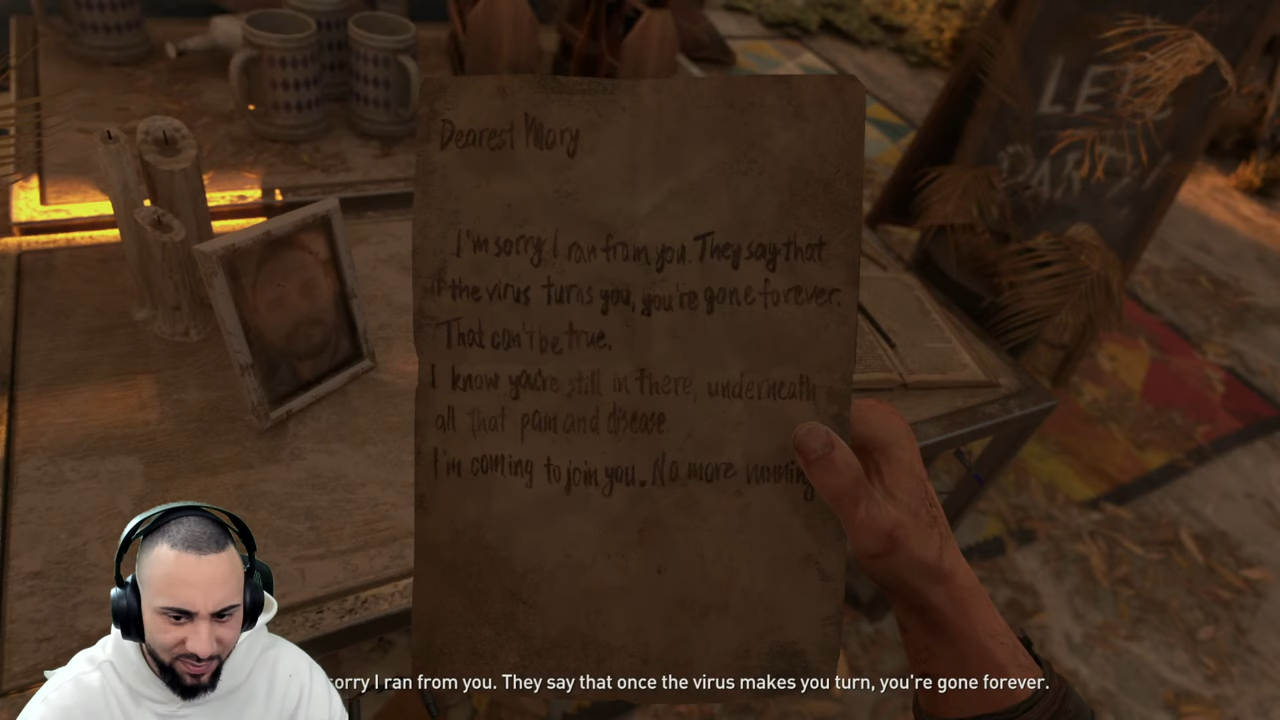 Dearest Mary
I'm sorry I ran from you. They say that
if the virus turns you, you're gone forever.
That can't be true.
I know you're still in there, underneath
all that pain and disease.
I'm coming to join you. No more running
LET'S
PARTY
orry I ran from you. They say that once the virus makes you turn, you're gone forever.